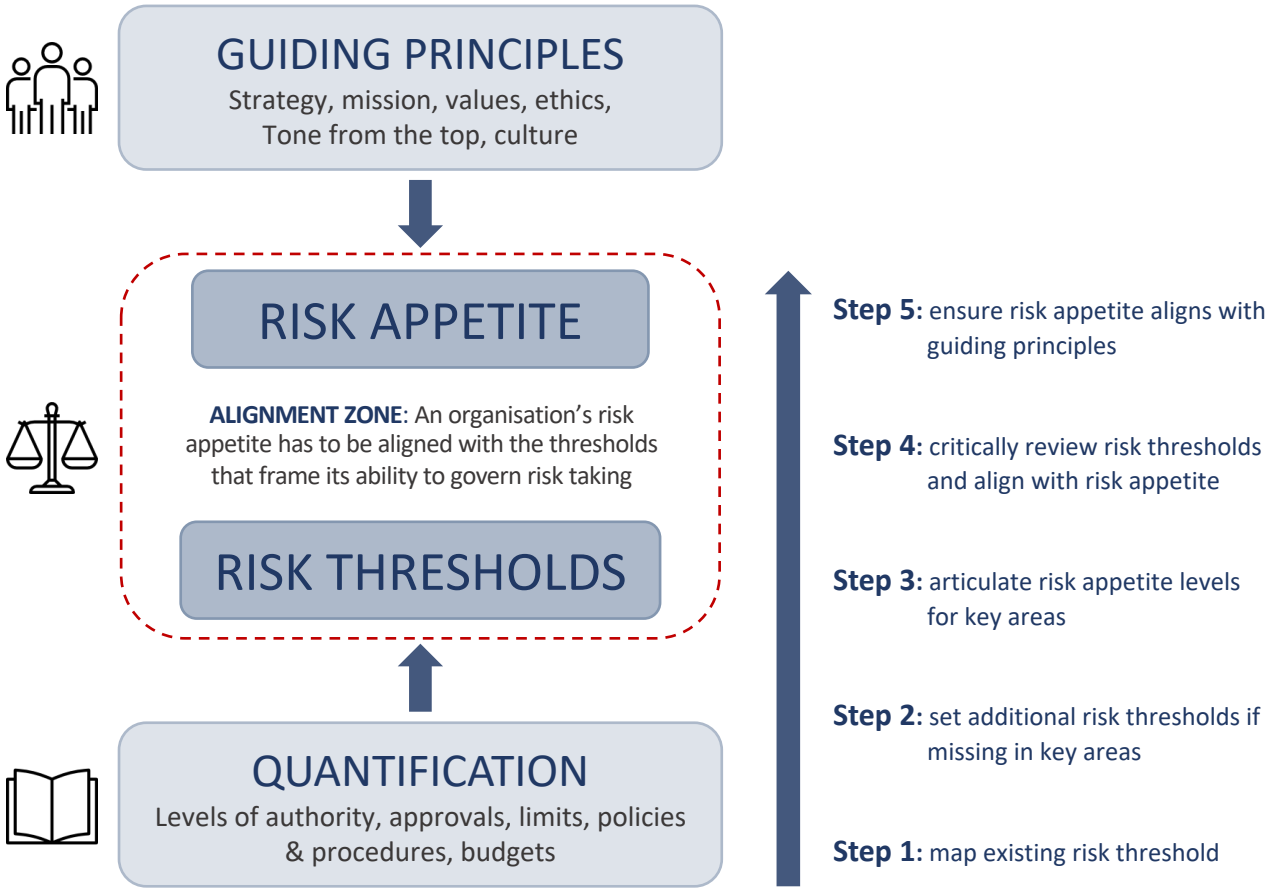 GUIDING PRINCIPLES
Strategy, mission, values, ethics,
Tone from the top, culture
RISK APPETITE
ALIGNMENT ZONE: An organisation’s risk
appetite has to be aligned with the thresholds
that frame its ability to govern risk taking
RISK THRESHOLDS
QUANTIFICATION
Levels of authority, approvals, limits, policies
& procedures, budgets
Step 5: ensure risk appetite aligns with
guiding principles
Step 4: critically review risk thresholds
and align with risk appetite
Step 3: articulate risk appetite levels
for key areas
Step 2: set additional risk thresholds if
missing in key areas
Step 1: map existing risk threshold